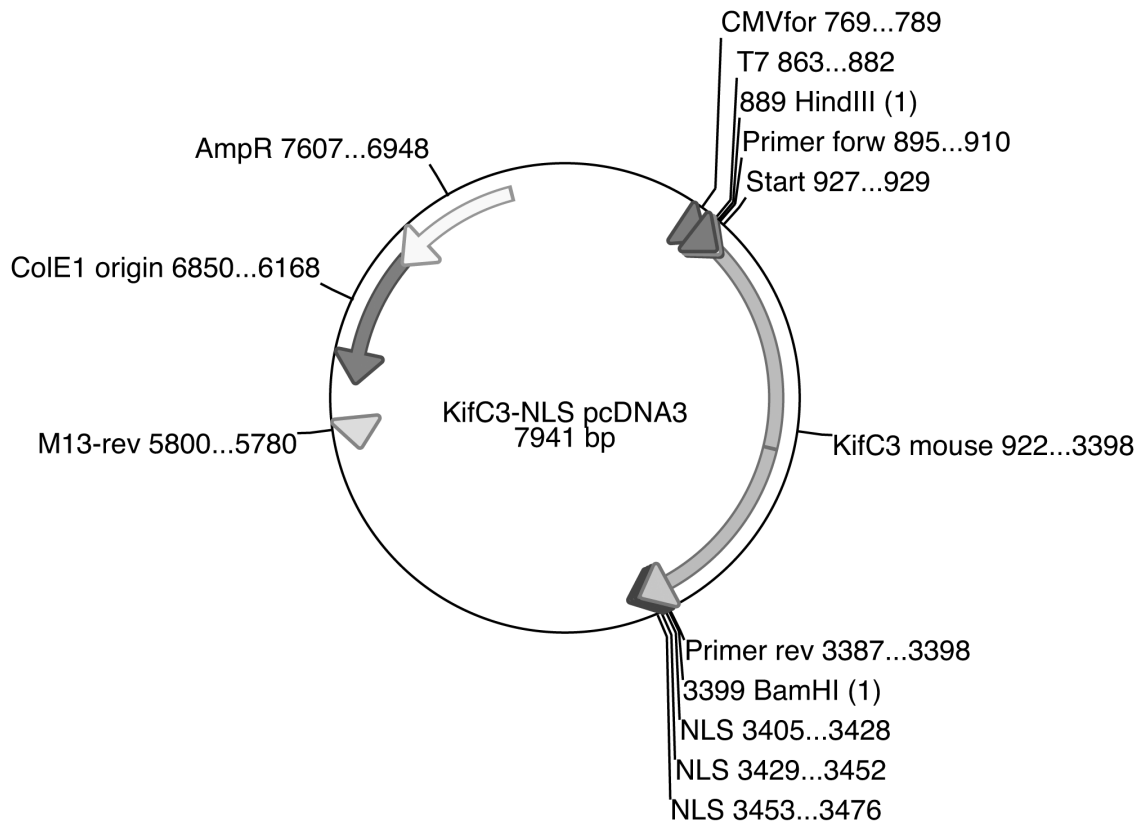 CMVfor 769...789
T7 863...882
889 HindIII (1)
Primer forw 895...910
Start 927...929
AmpR 7607...6948
ColE1 origin 6850...6168
M13-rev 5800...5780
KifC3-NLS pcDNA3
7941 bp
KifC3 mouse 922...3398
Primer rev 3387...3398
3399 BamHI (1)
NLS 3405...3428
NLS 3429...3452
NLS 3453...3476